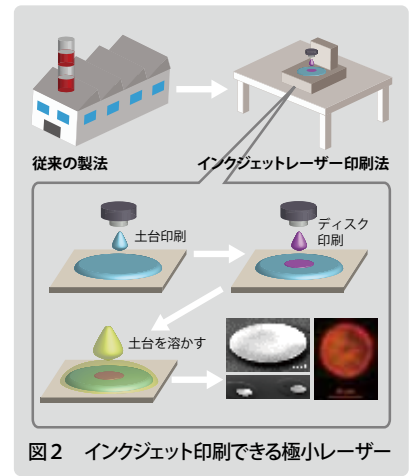 従来の製法
インクジェットレーザー印刷法
土台印刷
ディスク
印刷
土台を溶かす
図2 インクジェット印刷できる極小レーザー